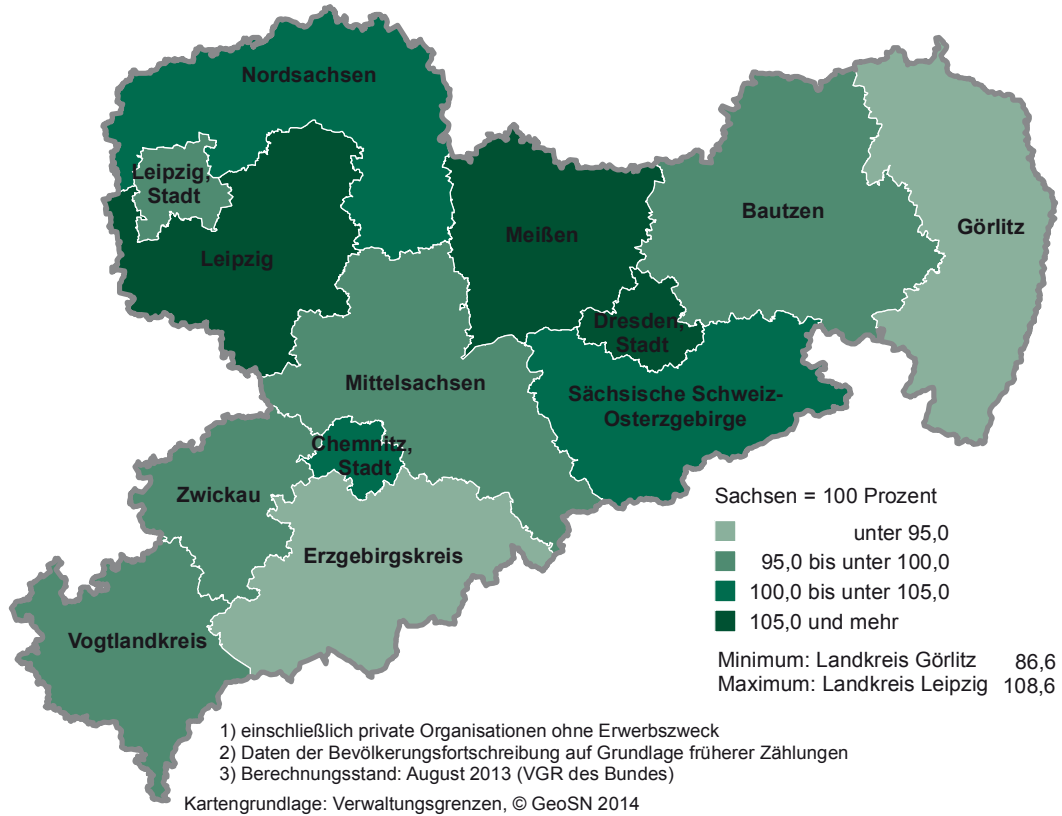 Nordsachsen
Leipzig,
Stadt
Leipzig
Meißen
Bautzen
Görlitz
Dresden,
Stadt
Mittelsachsen
Sächsische Schweiz-
Osterzgebirge
Chemnitz,
Stadt
Zwickau
Erzgebirgskreis
Vogtlandkreis
Sachsen = 100 Prozent
unter 95,0
95,0 bis unter 100,0
100,0 bis unter 105,0
105,0 und mehr
Minimum: Landkreis Görlitz 86,6
Maximum: Landkreis Leipzig 108,6
1) einschließlich private Organisationen ohne Erwerbszweck
2) Daten der Bevölkerungsfortschreibung auf Grundlage früherer Zählungen
3) Berechnungsstand: August 2013 (VGR des Bundes)
Kartengrundlage: Verwaltungsgrenzen, © GeoSN 2014